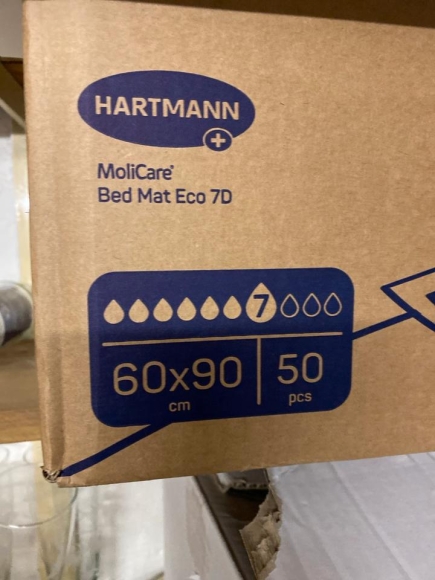 HARTMANN
MoliCare®
Bed Mat Eco 7D
7
60x90 50
cm pcs